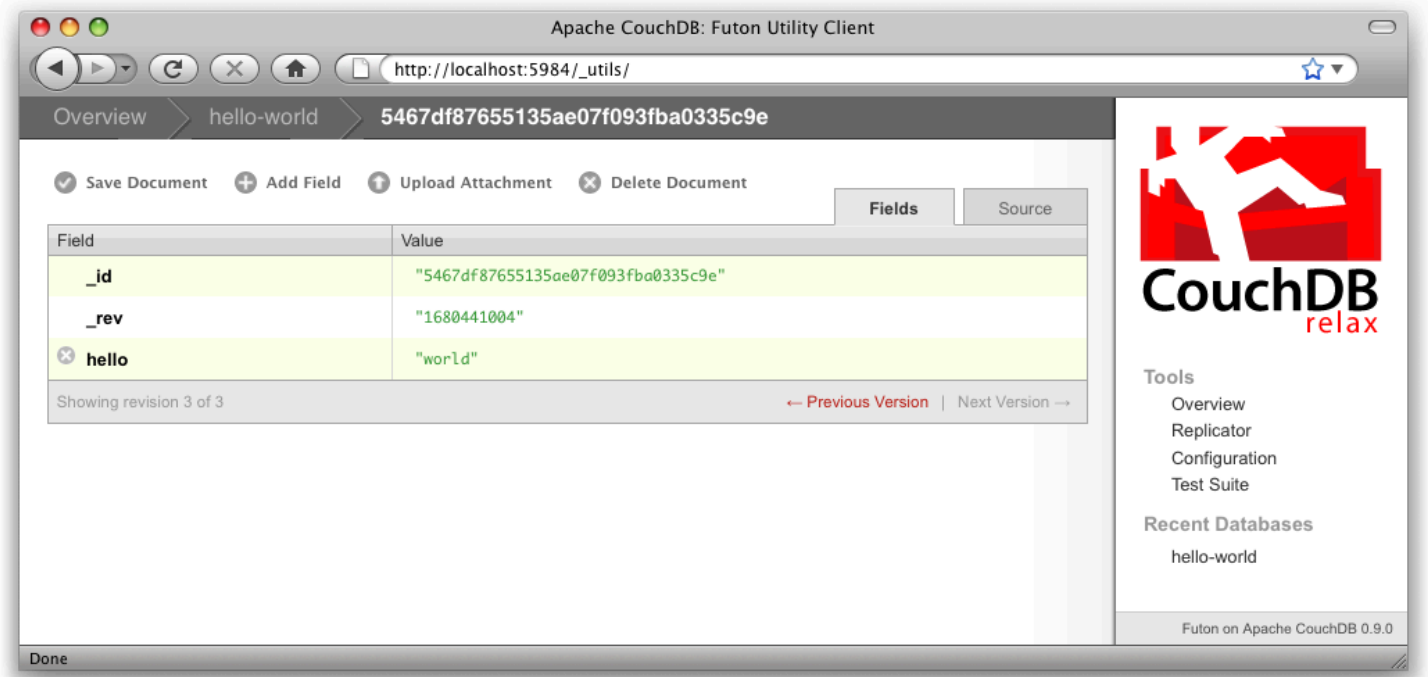 Apache CouchDB: Futon Utility Client
http://localhost:5984/_utils/
Overview hello-world 5467df87655135ae07f093fba0335c9e
Save Document Add Field Upload Attachment Delete Document
Fields Source
Field Value
_id "5467df87655135ae07f093fba0335c9e"
_rev "1680441004"
hello "world"
Showing revision 3 of 3 ← Previous Version | Next Version →
CouchDB
relax
Tools
Overview
Replicator
Configuration
Test Suite
Recent Databases
hello-world
Futon on Apache CouchDB 0.9.0
Done